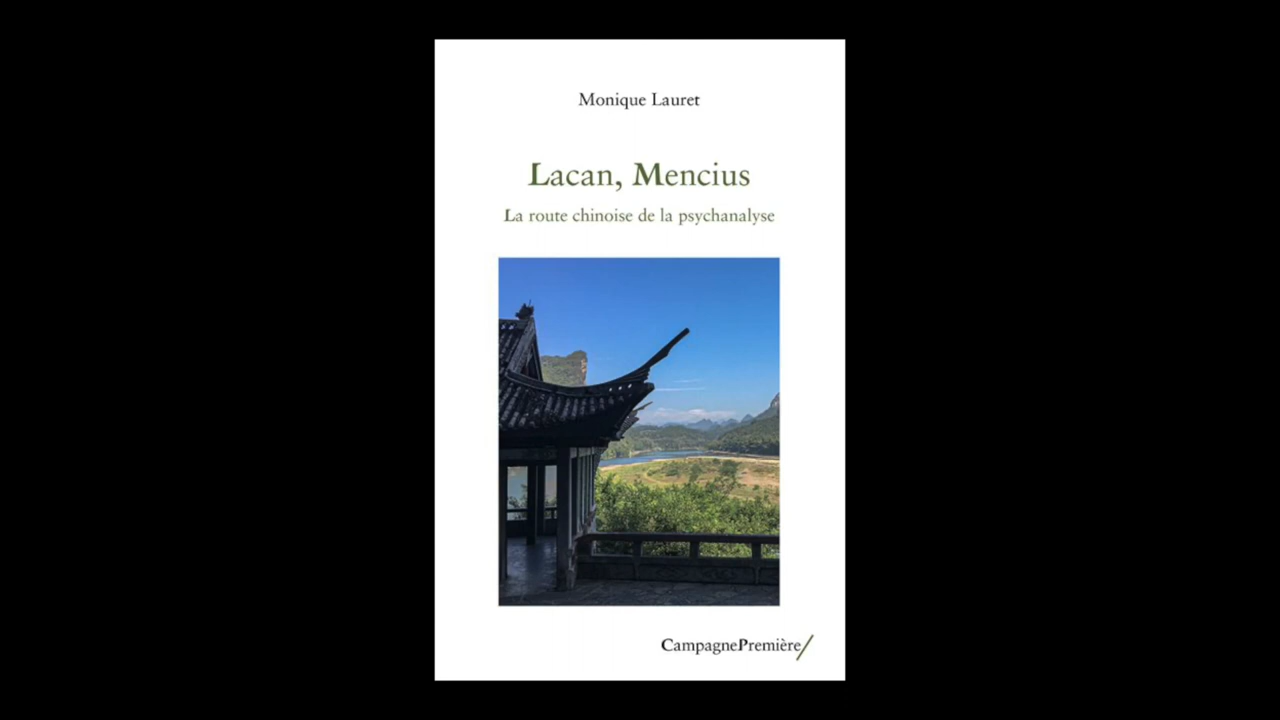 Monique Lauret
Lacan, Mencius
La route chinoise de la psychanalyse
CampagnePremière/